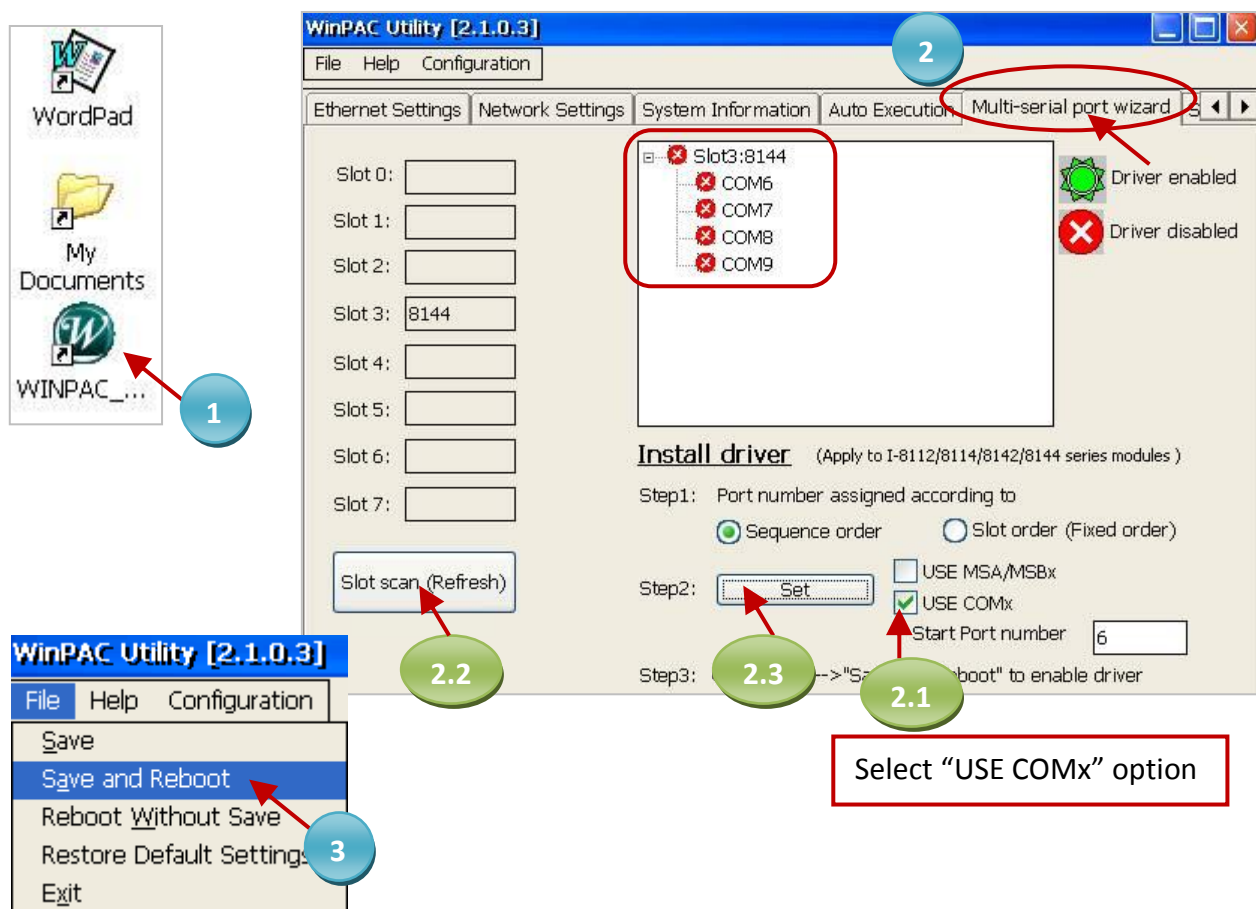 WordPad
My
Documents
WINPAC_...
1
WinPAC Utility [2.1.0.3]
2
File Help Configuration
Ethernet Settings Network Settings System Information Auto Execution Multi-serial port wizard S
Slot 0:
Slot 1:
Slot 2:
Slot 3: 8144
Slot 4:
Slot 5:
Slot 6:
Slot 7:
Slot scan (Refresh)
2.2
Slot3:8144
COM6
COM7
COM8
COM9
Driver enabled
Driver disabled
Install driver (Apply to I-8112/8114/8142/8144 series modules )
Step1: Port number assigned according to
Sequence order Slot order (Fixed order)
Step2: Set USE MSA/MSBx
USE COMx
Start Port number 6
Step3: 2.3 -->"Sa 2.1 boot" to enable driver
Select “USE COMx” option
WinPAC Utility [2.1.0.3]
File Help Configuration
Save
Save and Reboot
Reboot Without Save
Restore Default Settings
3
Exit